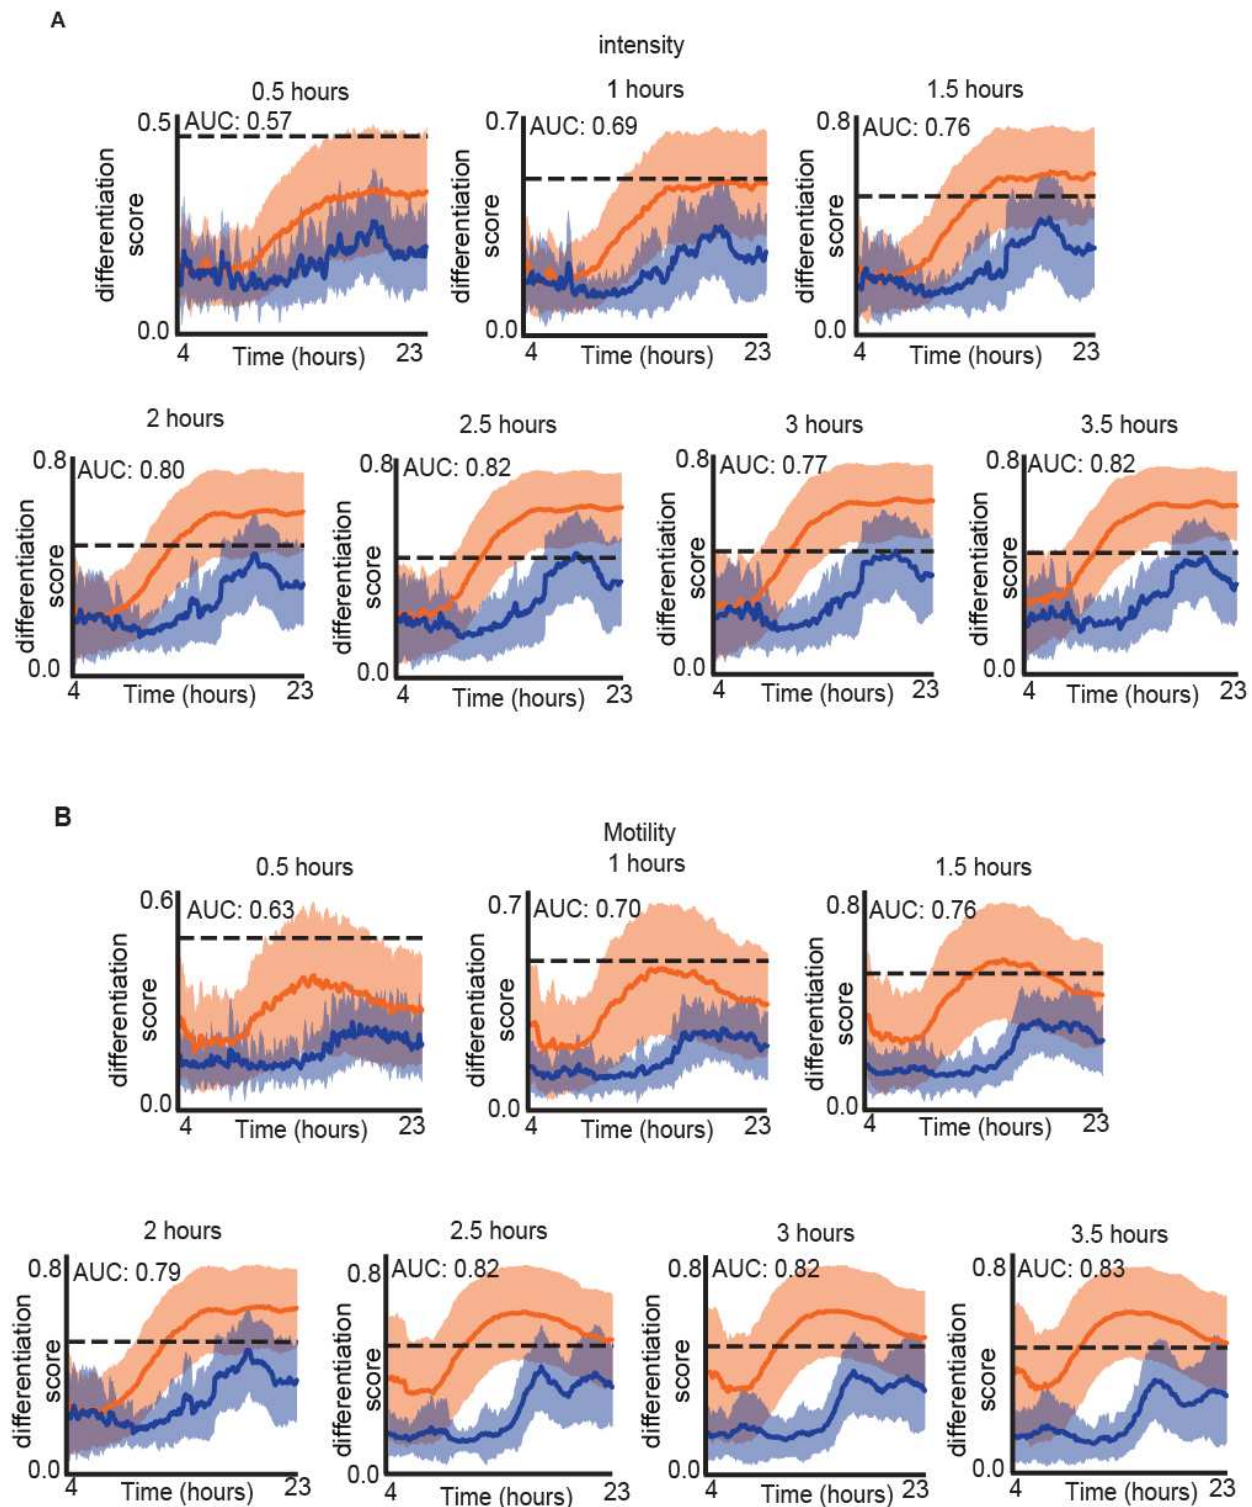 A
intensity
0.5 hours
1 hours
1.5 hours
0.5
AUC: 0.57
differentiation
score
0.0
4
Time (hours)
23
0.7
AUC: 0.69
differentiation
score
0.0
4
Time (hours)
23
0.8
AUC: 0.76
differentiation
score
0.0
4
Time (hours)
23
2 hours
2.5 hours
3 hours
3.5 hours
0.8
AUC: 0.80
differentiation
score
0.0
4
Time (hours)
23
0.8
AUC: 0.82
differentiation
score
0.0
4
Time (hours)
23
0.8
AUC: 0.77
differentiation
score
0.0
4
Time (hours)
23
0.8
AUC: 0.82
differentiation
score
0.0
4
Time (hours)
23
B
Motility
0.5 hours
1 hours
1.5 hours
0.6
AUC: 0.63
differentiation
score
0.0
4
Time (hours)
23
0.7
AUC: 0.70
differentiation
score
0.0
4
Time (hours)
23
0.8
AUC: 0.76
differentiation
score
0.0
4
Time (hours)
23
2 hours
2.5 hours
3 hours
3.5 hours
0.8
AUC: 0.79
differentiation
score
0.0
4
Time (hours)
23
0.8
AUC: 0.82
differentiation
score
0.0
4
Time (hours)
23
0.8
AUC: 0.82
differentiation
score
0.0
4
Time (hours)
23
0.8
AUC: 0.83
differentiation
score
0.0
4
Time (hours)
23